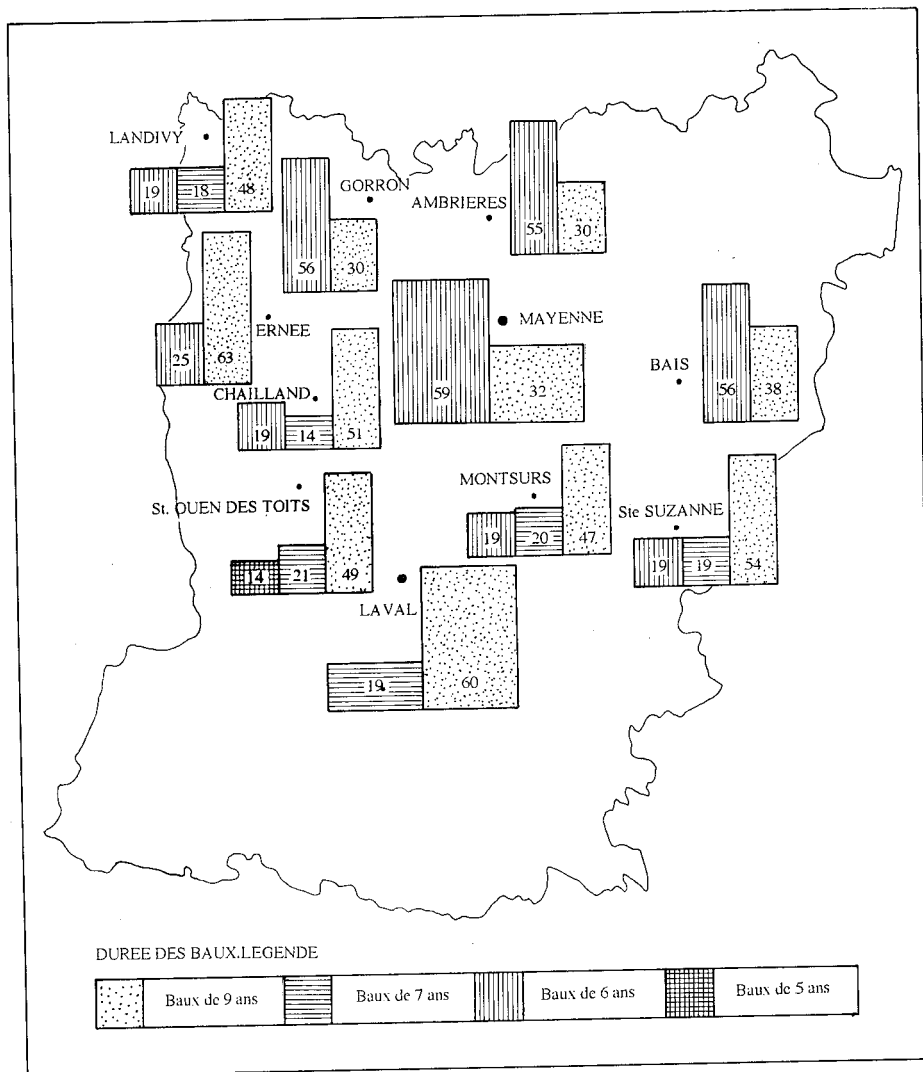 LANDIVY
19 18 48
GORRON
56 30
AMBRIERES
55 30
ERNEE
25 63
MAYENNE
59 32
BAIS
56 38
CHAILLAND
19 14 51
St. OUEN DES TOITS
14 21 49
MONTSURS
19 20 47
Ste SUZANNE
19 19 54
LAVAL
19 60
DUREE DES BAUX.LEGENDE
Baux de 9 ans
Baux de 7 ans
Baux de 6 ans
Baux de 5 ans